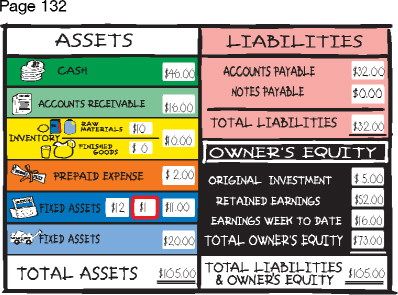 Page 132
ASSETS
CASH $46.00
ACCOUNTS RECEIVABLE $16.00
INVENTORY RAW MATERIALS $10 $10.00
FINISHED GOODS $ 0
PREPAID EXPENSE $ 2.00
FIXED ASSETS $12 $1 $11.00
FIXED ASSETS $20.00
TOTAL ASSETS $105.00
LIABILITIES
ACCOUNTS PAYABLE $32.00
NOTES PAYABLE $0.00
TOTAL LIABILITIES $32.00
OWNER'S EQUITY
ORIGINAL INVESTMENT $ 5.00
RETAINED EARNINGS $52.00
EARNINGS WEEK TO DATE $16.00
TOTAL OWNER'S EQUITY $73.00
TOTAL LIABILITIES
& OWNER'S EQUITY $105.00